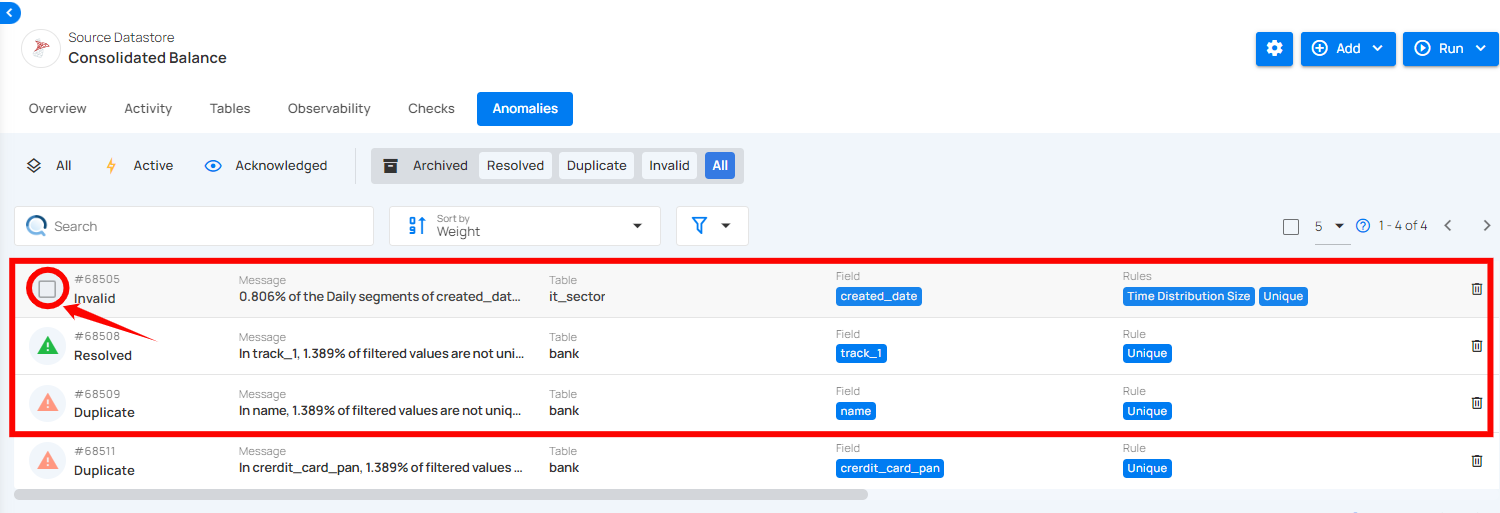 Source Datastore
Consolidated Balance
Add
Run
Overview Activity Tables Observability Checks Anomalies
All Active Acknowledged Archived Resolved Duplicate Invalid All
Search
Sort by
Weight
5 1 - 4 of 4
#68505 Message Table Field Rules
Invalid 0.806% of the Daily segments of created_dat... it_sector created_date Time Distribution Size Unique
#68508 Message Table Field Rule
Resolved In track_1, 1.389% of filtered values are not uni... bank track_1 Unique
#68509 Message Table Field Rule
Duplicate In name, 1.389% of filtered values are not uniq... bank name Unique
#68511 Message Table Field Rule
Duplicate In crerdit_card_pan, 1.389% of filtered values ... bank crerdit_card_pan Unique